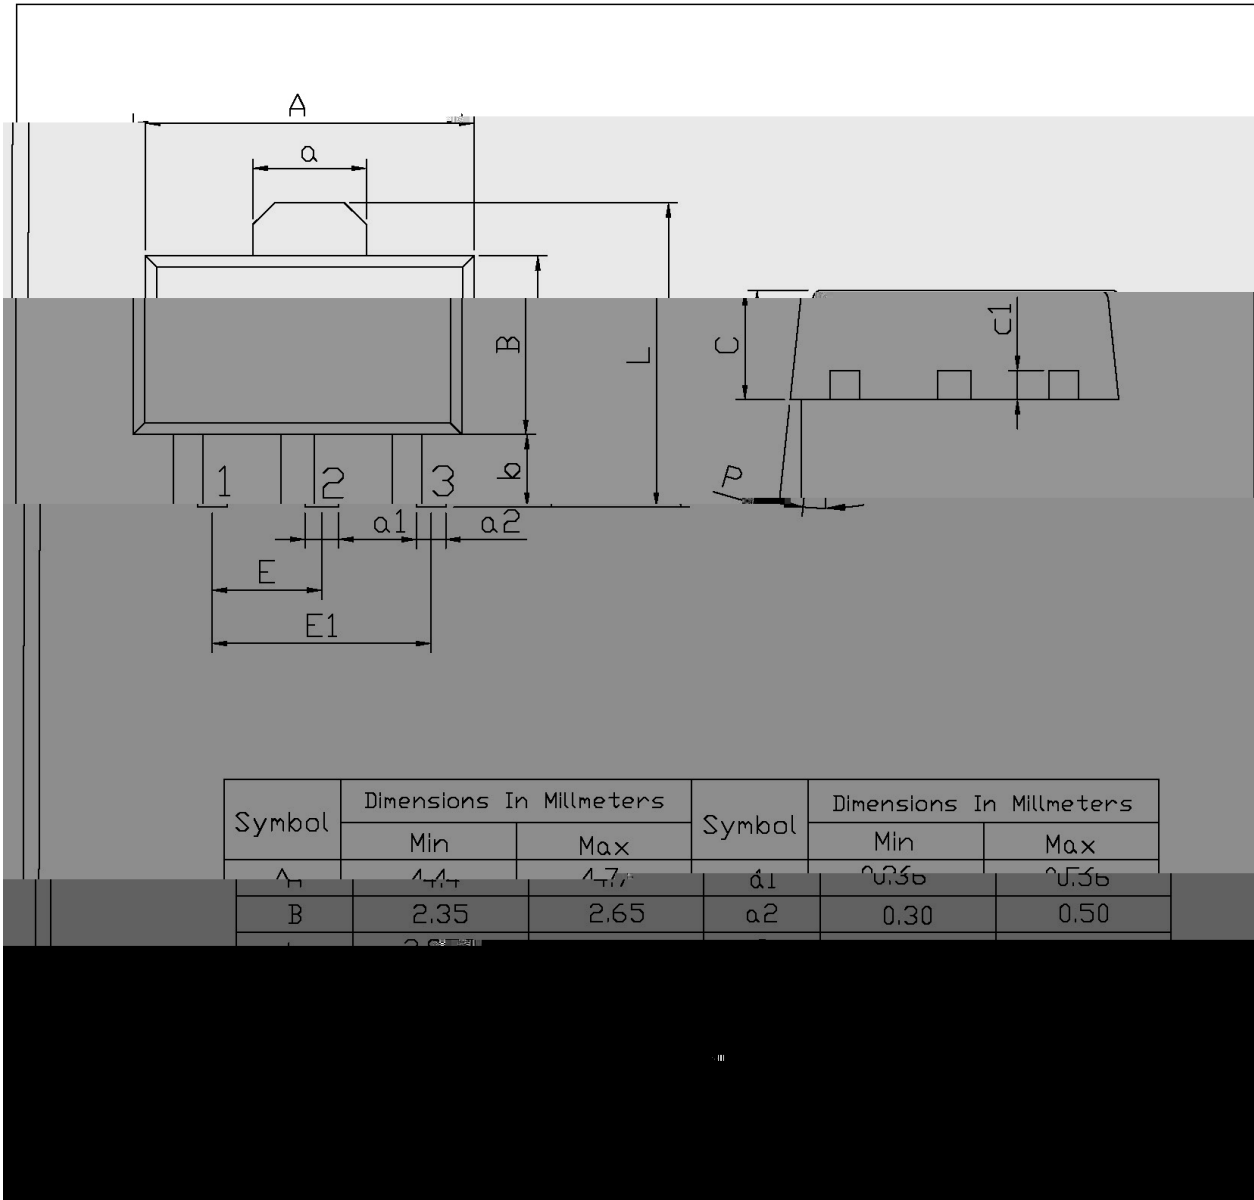 A
a
B
L
C
c1
1
2
3
b
P
a1
a2
E
E1
Symbol Dimensions In Millmeters Symbol Dimensions In Millmeters
Min Max Min Max
B 2.35 2.65 a2 0.30 0.50